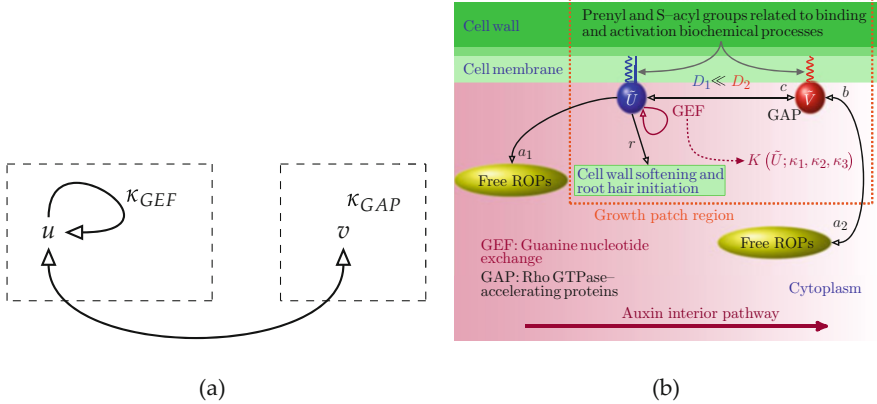 κ_GEF
u
κ_GAP
v
(a)
Cell wall
Prenyl and S–acyl groups related to binding
and activation biochemical processes
Cell membrane
D₁≪ D₂
Ũ
c
Ṽ
b
GAP
GEF
r
a₁
K (Ũ; κ₁, κ₂, κ₃)
Free ROPs
Cell wall softening and
root hair initiation
Growth patch region
a₂
Free ROPs
GEF: Guanine nucleotide
exchange
GAP: Rho GTPase–
accelerating proteins
Cytoplasm
Auxin interior pathway
(b)